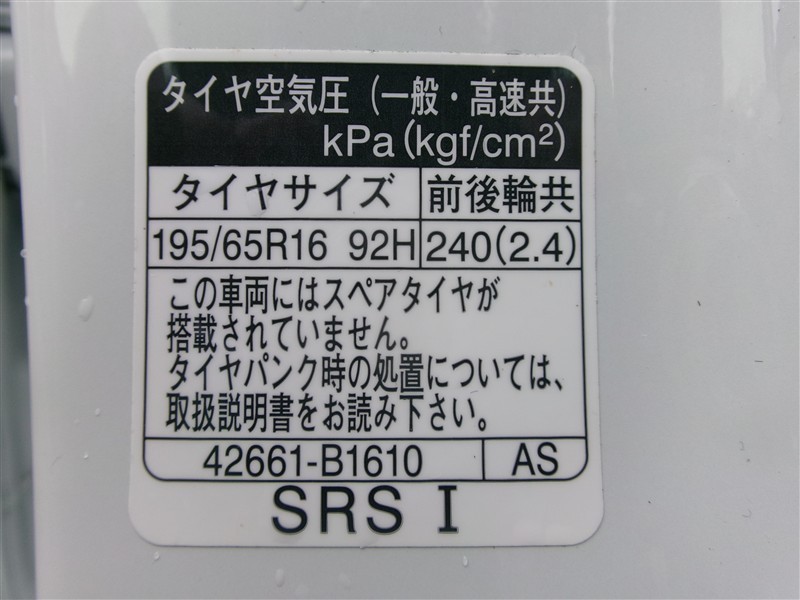 タイヤ空気圧（一般・高速共）
kPa(kgf/cm²)
タイヤサイズ 前後輪共
195/65R16 92H 240(2.4)
この車両にはスペアタイヤが
搭載されていません。
タイヤパンク時の処置については、
取扱説明書をお読み下さい。
42661-B1610 AS
SRS I